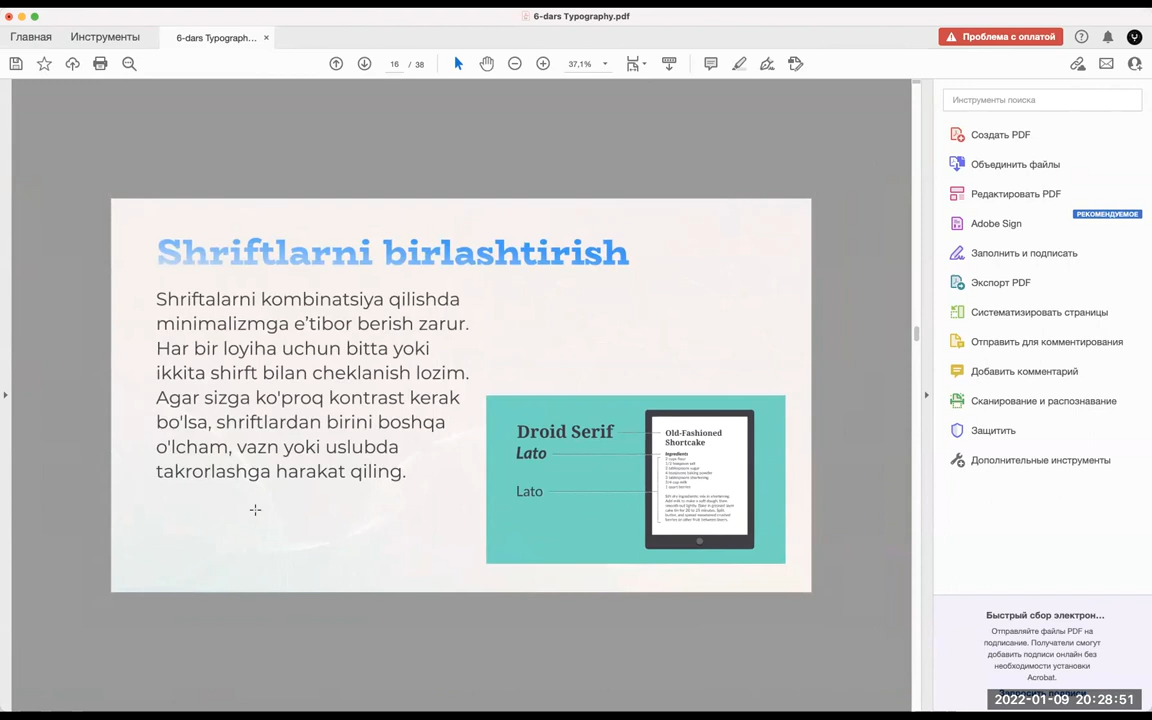 6-dars Typography.pdf
Главная Инструменты 6-dars Typograph... ×
Проблема с оплатой
16 / 38 37,1%
Инструменты поиска
Создать PDF
Объединить файлы
Редактировать PDF
РЕКОМЕНДУЕМОЕ
Adobe Sign
Заполнить и подписать
Экспорт PDF
Систематизировать страницы
Отправить для комментирования
Добавить комментарий
Сканирование и распознавание
Защитить
Дополнительные инструменты
Shriftlarni birlashtirish
Shriftalarni kombinatsiya qilishda
minimalizmga e’tibor berish zarur.
Har bir loyiha uchun bitta yoki
ikkita shirft bilan cheklanish lozim.
Agar sizga ko'proq kontrast kerak
bo'lsa, shriftlardan birini boshqa
o'lcham, vazn yoki uslubda
takrorlashga harakat qiling.
Droid Serif
Lato
Lato
Old-Fashioned
Shortcake
Ingredients
Быстрый сбор электрон...
Отправляйте файлы PDF на
подписание. Получатели смогут
добавить подписи онлайн без
необходимости установки
Acrobat.
Запросить подписи
2022-01-09 20:28:51